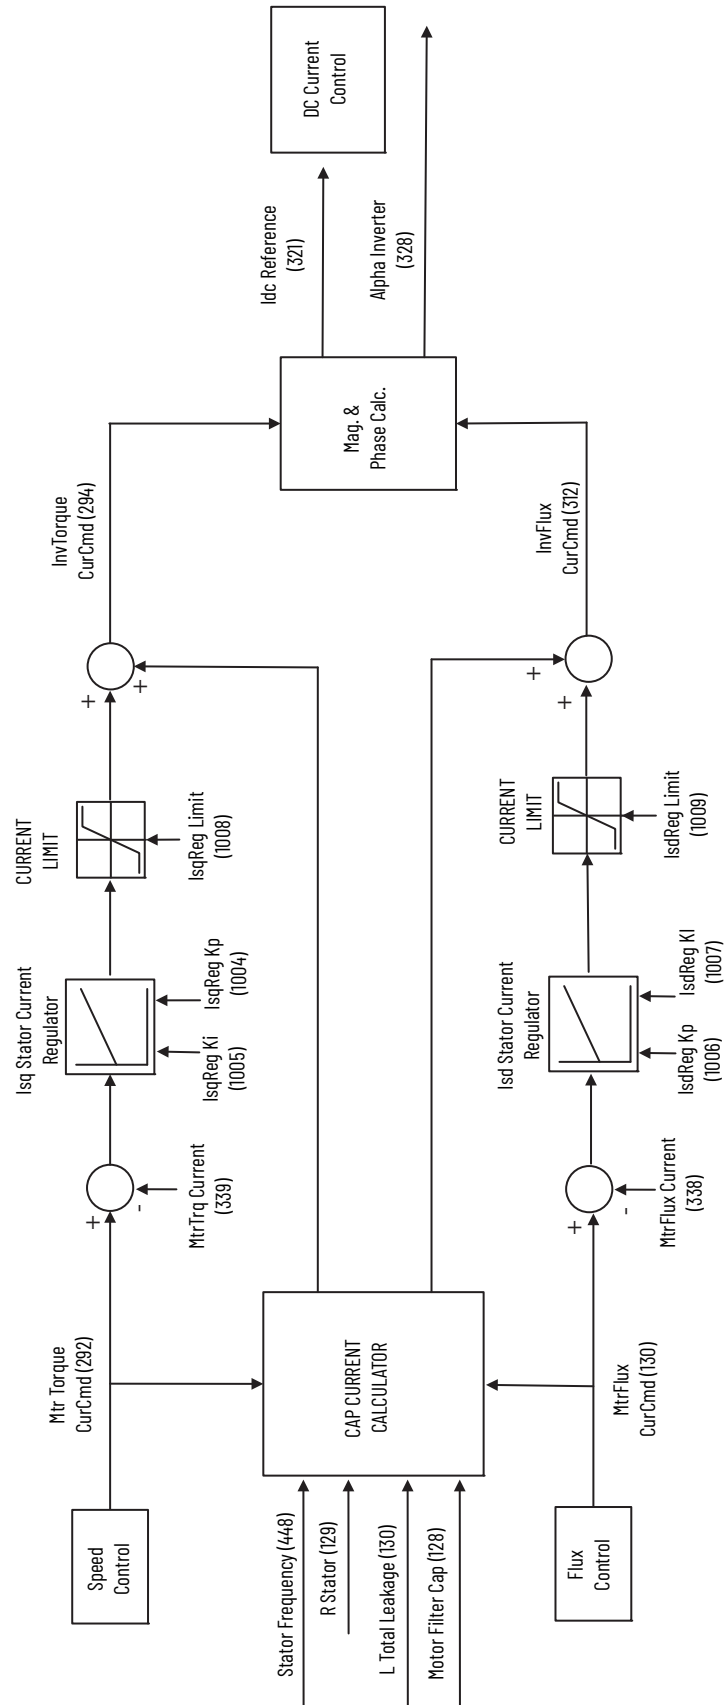 Speed
Control
Mtr Torque
CurCmd (292)
+
-
MtrTrq Current
(339)
Isq Stator Current
Regulator
IsqReg Ki
(1005)
IsqReg Kp
(1004)
CURRENT
LIMIT
IsqReg Limit
(1008)
+
+
InvTorque
CurCmd (294)
Stator Frequency (448)
R Stator (129)
L Total Leakage (130)
Motor Filter Cap (128)
CAP CURRENT
CALCULATOR
Mag. &
Phase Calc.
Idc Reference
(321)
Alpha Inverter
(328)
DC Current
Control
Flux
Control
MtrFlux
CurCmd (130)
+
-
MtrFlux Current
(338)
Isd Stator Current
Regulator
IsdReg Kp
(1006)
IsdReg KI
(1007)
CURRENT
LIMIT
IsdReg Limit
(1009)
+
+
InvFlux
CurCmd (312)